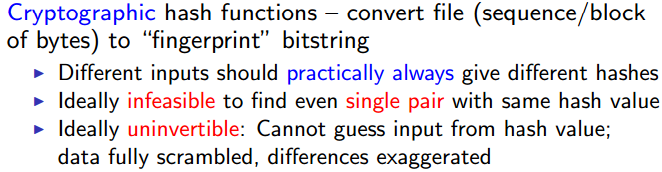 Cryptographic hash functions – convert file (sequence/block
of bytes) to “fingerprint” bitstring
▶ Different inputs should practically always give different hashes
▶ Ideally infeasible to find even single pair with same hash value
▶ Ideally uninvertible: Cannot guess input from hash value;
data fully scrambled, differences exaggerated